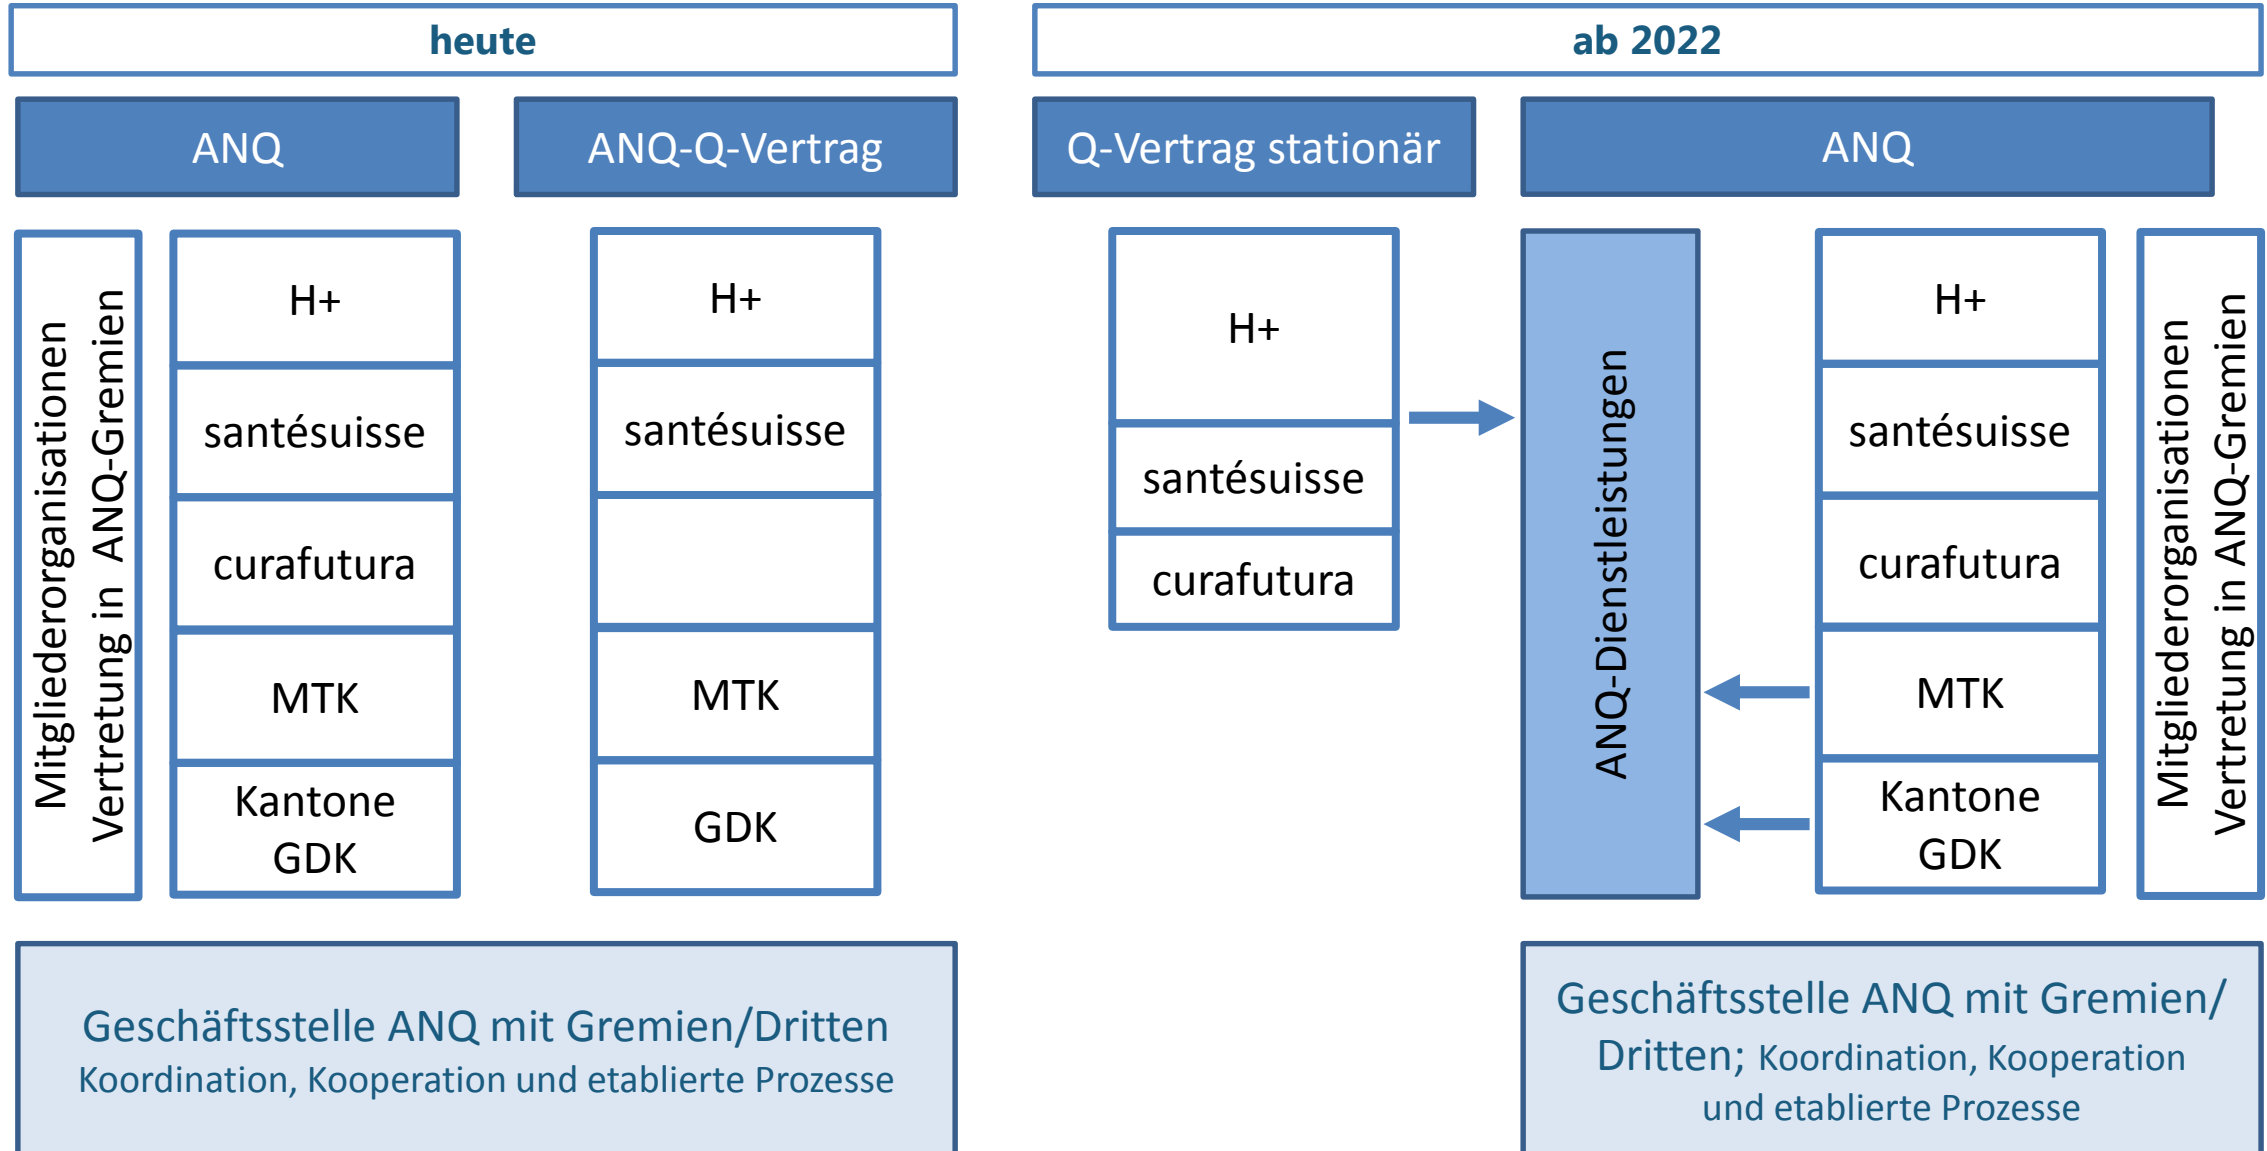 heute
ANQ
ANQ-Q-Vertrag
Mitgliederorganisationen
Vertretung in ANQ-Gremien
H+
santésuisse
curafutura
MTK
Kantone
GDK
H+
santésuisse
MTK
GDK
Geschäftsstelle ANQ mit Gremien/Dritten
Koordination, Kooperation und etablierte Prozesse
ab 2022
Q-Vertrag stationär
ANQ
H+
santésuisse
curafutura
ANQ-Dienstleistungen
H+
santésuisse
curafutura
MTK
Kantone
GDK
Mitgliederorganisationen
Vertretung in ANQ-Gremien
Geschäftsstelle ANQ mit Gremien/
Dritten; Koordination, Kooperation
und etablierte Prozesse